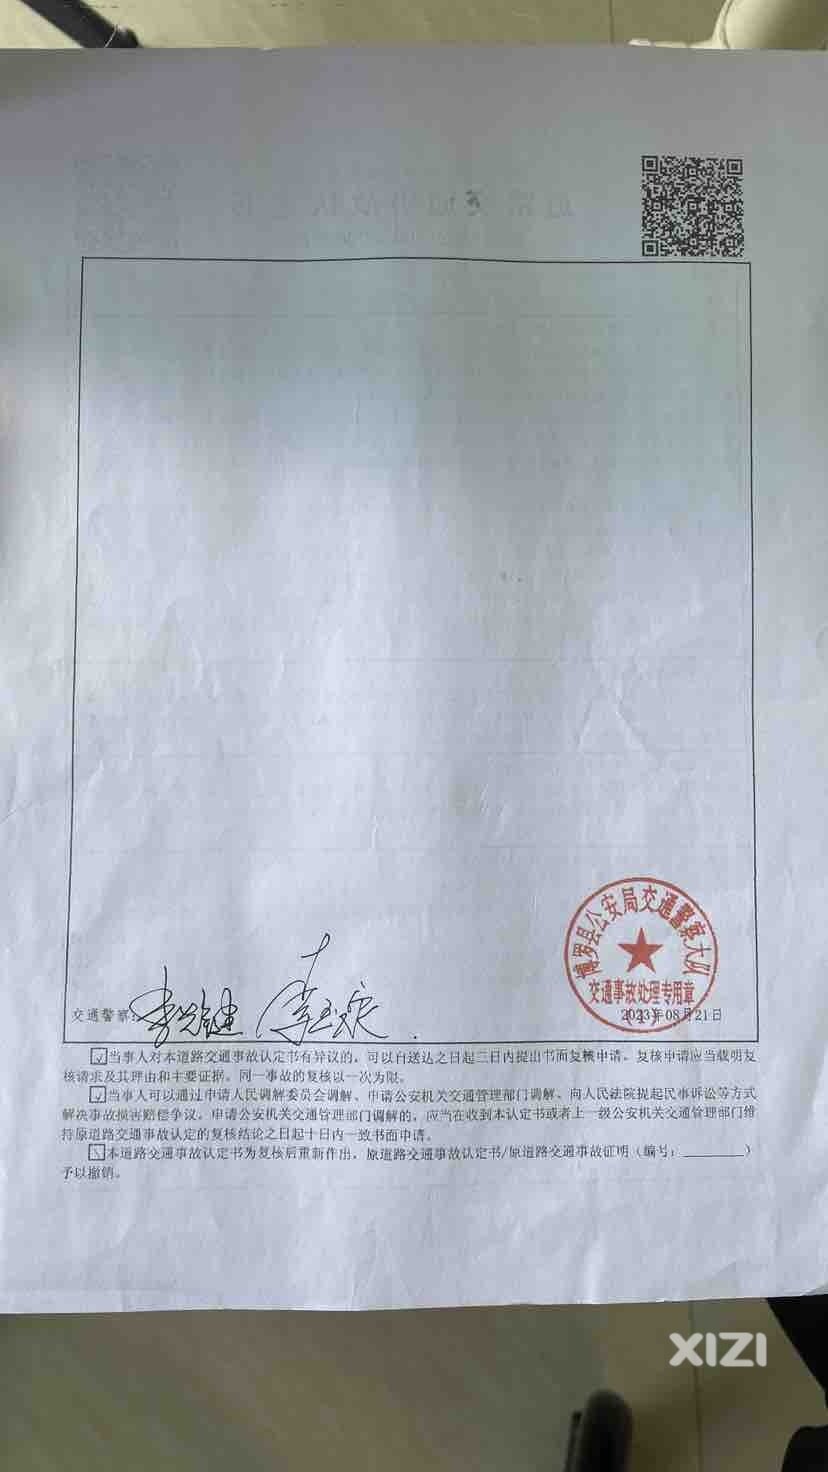 博罗县公安局交通警察大队
交通事故处理专用章
交通警察:
2023年08月21日
☑当事人对本道路交通事故认定书有异议的，可以自送达之日起三日内提出书面复核申请。复核申请应当载明复
核请求及其理由和主要证据。同一事故的复核以一次为限。
☑当事人可以通过申请人民调解委员会调解、申请公安机关交通管理部门调解、向人民法院提起民事诉讼等方式
解决事故损害赔偿争议。申请公安机关交通管理部门调解的，应当在收到本认定书或者上一级公安机关交通管理部门维
持原道路交通事故认定的复核结论之日起十日内一致书面申请。
本道路交通事故认定书为复核后重新作出，原道路交通事故认定书/原道路交通事故证明（编号：________）
予以撤销。
XIZI